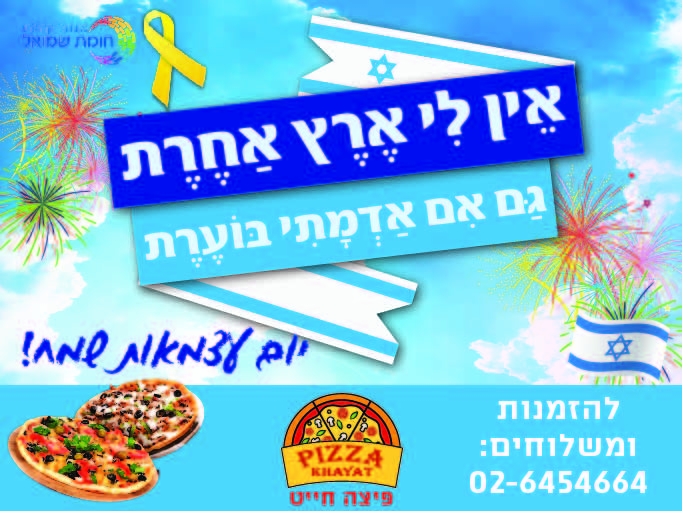 חומת שמואל
אֵין לִי אֶרֶץ אַחֶרֶת
גַּם אִם אַדְמָתִי בּוֹעֶרֶת
יום עצמאות שמח!
PIZZA
KHAYAT
פיצה חייט
להזמנות
ומשלוחים:
02-6454664